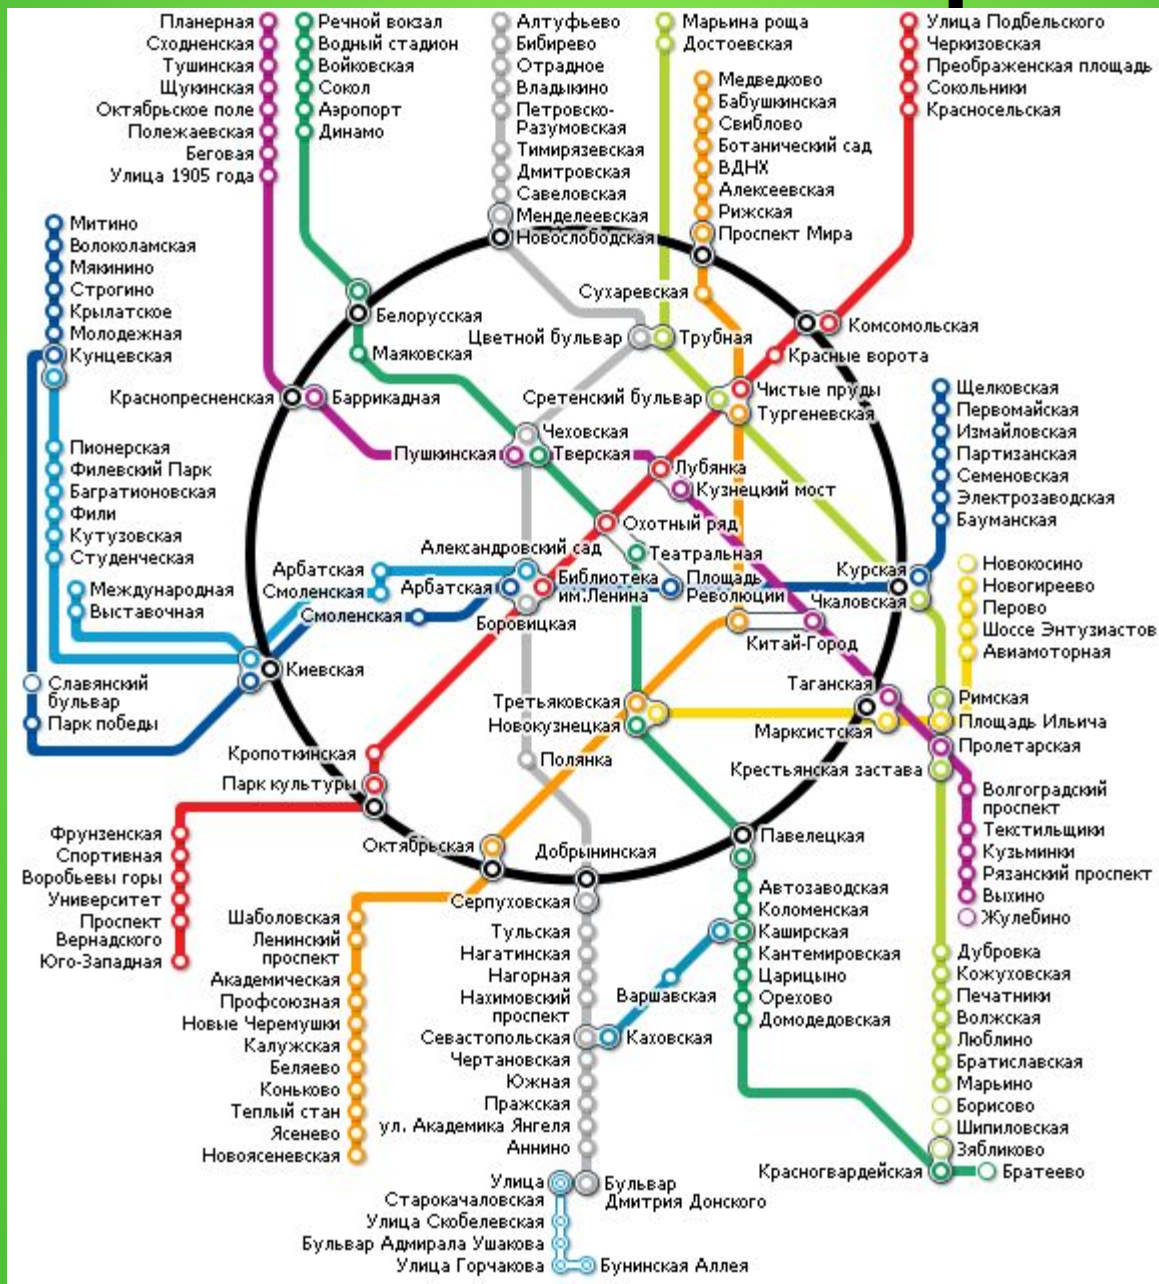 Планерная
Сходненская
Тушинская
Щукинская
Октябрьское поле
Полежаевская
Беговая
Улица 1905 года
Речной вокзал
Водный стадион
Войковская
Сокол
Аэропорт
Динамо
Алтуфьево
Бибирево
Отрадное
Владыкино
Петровско-
Разумовская
Тимирязевская
Дмитровская
Савеловская
Менделеевская
Новослободская
Марьина роща
Достоевская
Медведково
Бабушкинская
Свиблово
Ботанический сад
ВДНХ
Алексеевская
Рижская
Проспект Мира
Улица Подбельского
Черкизовская
Преображенская площадь
Сокольники
Красносельская
Митино
Волоколамская
Мякинино
Строгино
Крылатское
Молодежная
Кунцевская
Белорусская
Маяковская
Сухаревская
Цветной бульвар
Трубная
Комсомольская
Красные ворота
Краснопресненская
Баррикадная
Сретенский бульвар
Чистые пруды
Тургеневская
Чеховская
Пушкинская
Тверская
Лубянка
Кузнецкий мост
Охотный ряд
Театральная
Щелковская
Первомайская
Измайловская
Партизанская
Семеновская
Электрозаводская
Бауманская
Пионерская
Филевский Парк
Багратионовская
Фили
Кутузовская
Студенческая
Международная
Выставочная
Арбатская
Смоленская
Александровский сад
Арбатская
Смоленская
Библиотека
им.Ленина
Боровицкая
Площадь
Революции
Курская
Чкаловская
Китай-Город
Новокосино
Новогиреево
Перово
Шоссе Энтузиастов
Авиамоторная
Киевская
Славянский
бульвар
Парк победы
Третьяковская
Новокузнецкая
Таганская
Марксистская
Римская
Площадь Ильича
Пролетарская
Крестьянская застава
Кропоткинская
Парк культуры
Полянка
Волгоградский
проспект
Текстильщики
Кузьминки
Рязанский проспект
Выхино
Жулебино
Фрунзенская
Спортивная
Воробьевы горы
Университет
Проспект
Вернадского
Юго-Западная
Октябрьская
Добрынинская
Серпуховская
Павелецкая
Шаболовская
Ленинский
проспект
Академическая
Профсоюзная
Новые Черемушки
Калужская
Беляево
Коньково
Теплый стан
Ясенево
Новоясеневская
Тульская
Нагатинская
Нагорная
Нахимовский
проспект
Севастопольская
Чертановская
Южная
Пражская
ул. Академика Янгеля
Аннино
Автозаводская
Коломенская
Каширская
Кантемировская
Царицыно
Орехово
Домодедовская
Варшавская
Каховская
Дубровка
Кожуховская
Печатники
Волжская
Люблино
Братиславская
Марьино
Борисово
Шипиловская
Зябликово
Красногвардейская
Братеево
Улица
Старокачаловская
Бульвар
Дмитрия Донского
Улица Скобелевская
Бульвар Адмирала Ушакова
Улица Горчакова
Бунинская Аллея